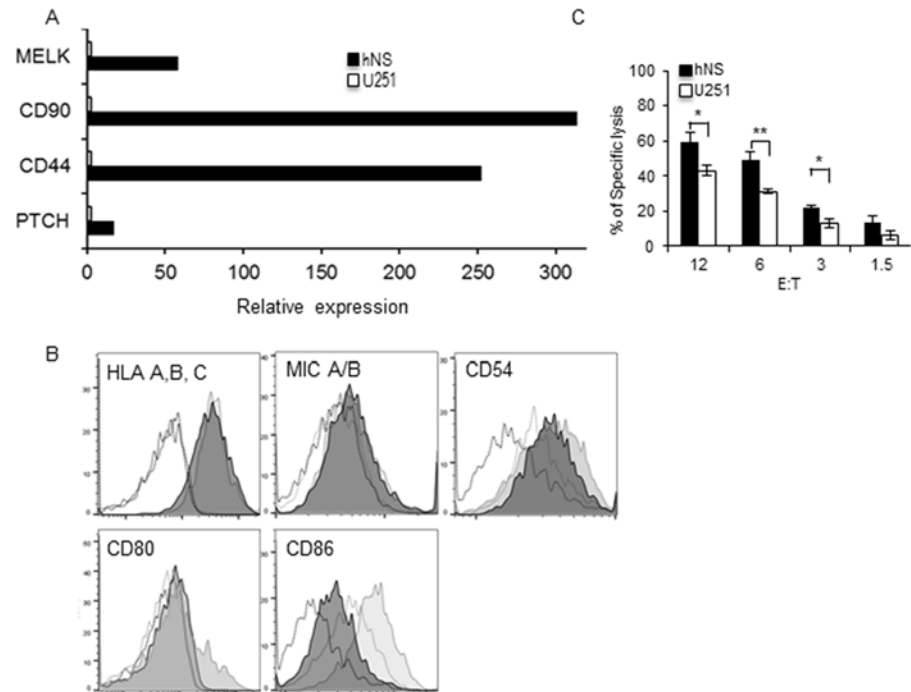 A
MELK
CD90
CD44
PTCH
hNS
U251
0 50 100 150 200 250 300
Relative expression
C
hNS
U251
% of Specific lysis
100
80
60
40
20
0
*
**
*
12 6 3 1.5
E:T
B
HLA A,B, C
MIC A/B
CD54
CD80
CD86